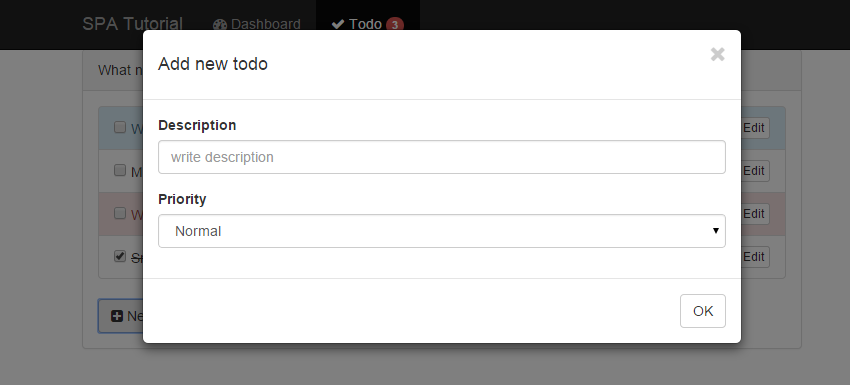 SPA Tutorial Dashboard Todo 3
Add new todo
What n
Description
W Edit
write description
Edit
Priority
W Edit
Normal
Edit
Ne
OK